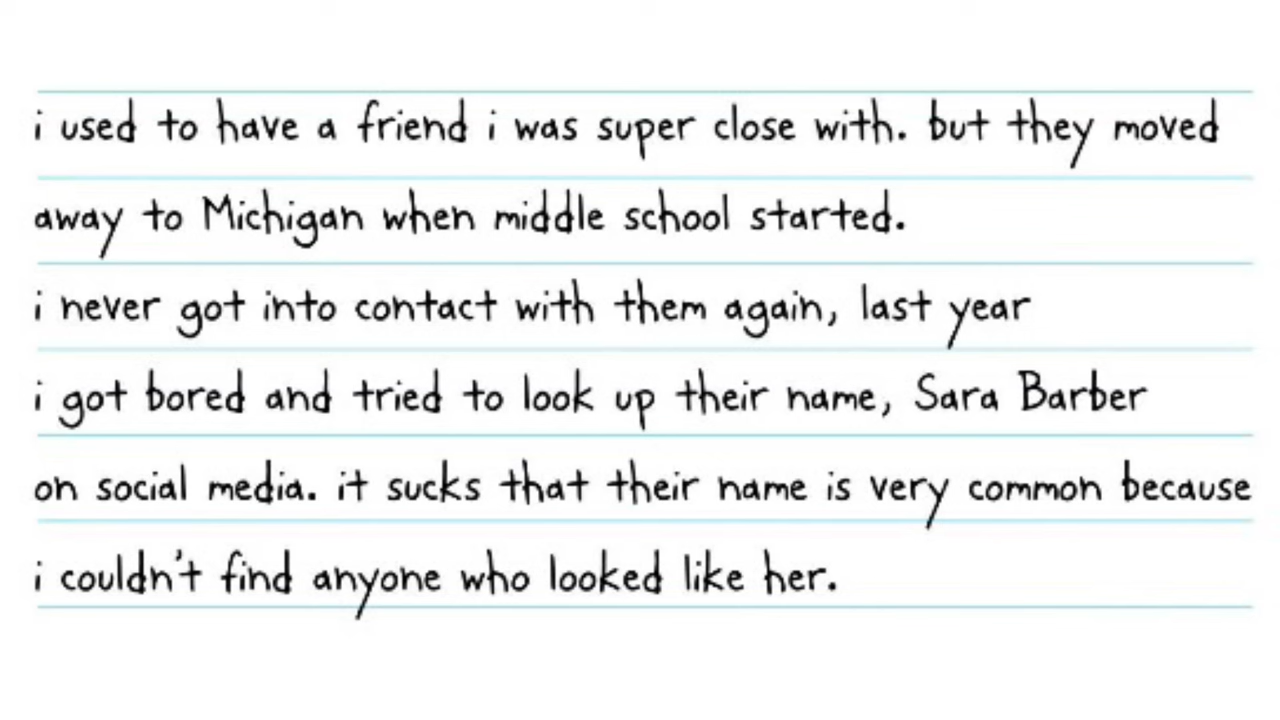 i used to have a friend i was super close with. but they moved
away to Michigan when middle school started.
i never got into contact with them again, last year
i got bored and tried to look up their name, Sara Barber
on social media. it sucks that their name is very common because
i couldn't find anyone who looked like her.